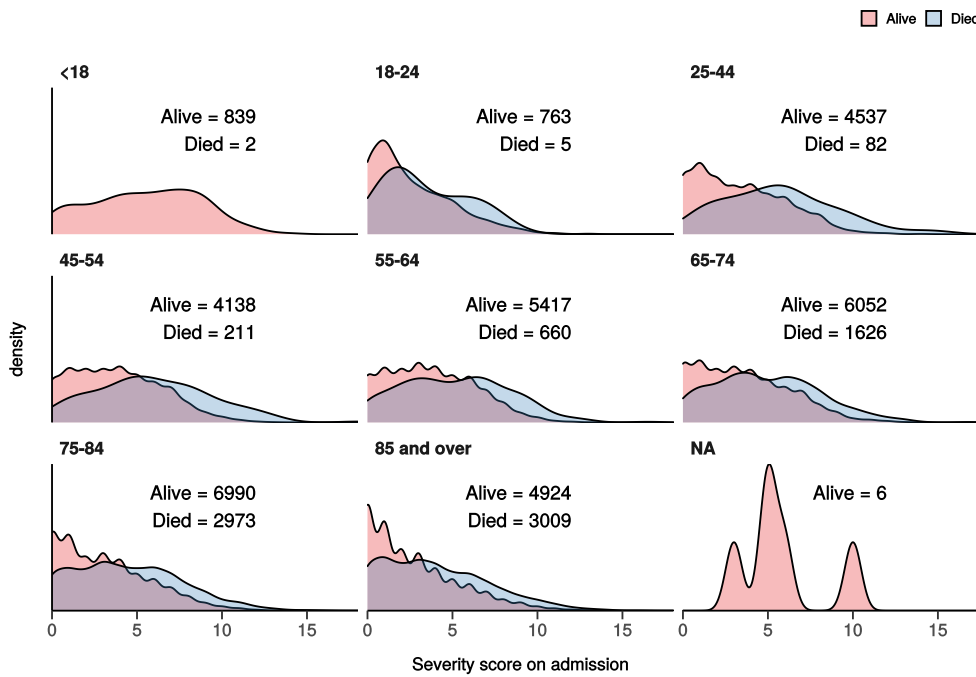 Alive Died
<18 18-24 25-44
Alive = 839 Alive = 763 Alive = 4537
Died = 2 Died = 5 Died = 82
45-54 55-64 65-74
Alive = 4138 Alive = 5417 Alive = 6052
Died = 211 Died = 660 Died = 1626
density
75-84 85 and over NA
Alive = 6990 Alive = 4924 Alive = 6
Died = 2973 Died = 3009
0 5 10 15 0 5 10 15 0 5 10 15
Severity score on admission